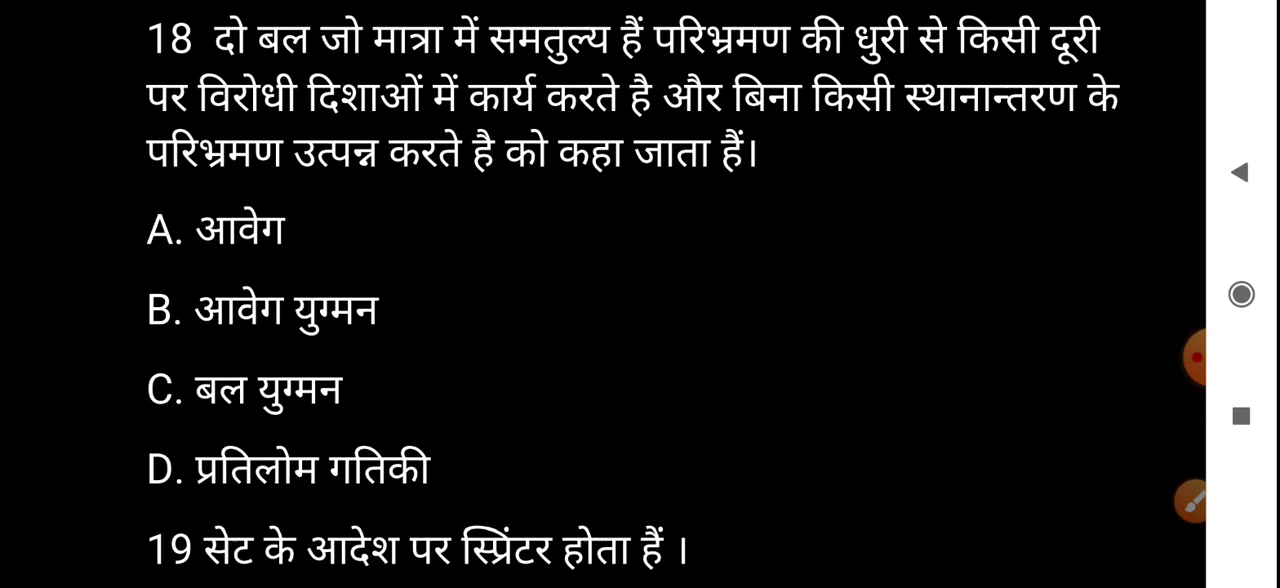 18 दो बल जो मात्रा में समतुल्य हैं परिभ्रमण की धुरी से किसी दूरी
पर विरोधी दिशाओं में कार्य करते है और बिना किसी स्थानान्तरण के
परिभ्रमण उत्पन्न करते है को कहा जाता हैं।
A. आवेग
B. आवेग युग्मन
C. बल युग्मन
D. प्रतिलोम गतिकी
19 सेट के आदेश पर स्प्रिंटर होता हैं ।